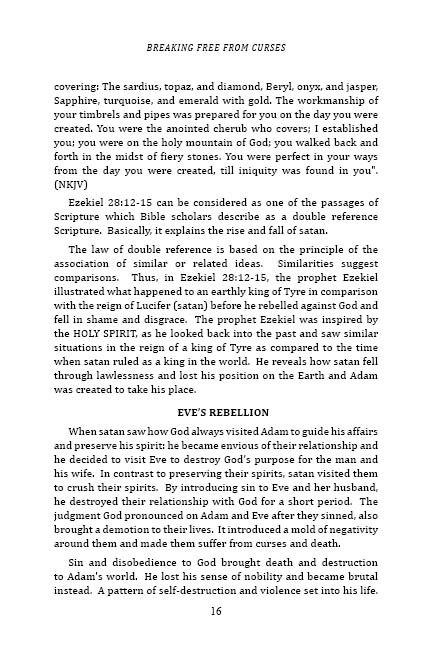 BREAKING FREE FROM CURSES
covering: The sardius, topaz, and diamond, Beryl, onyx, and jasper,
Sapphire, turquoise, and emerald with gold. The workmanship of
your timbrels and pipes was prepared for you on the day you were
created. You were the anointed cherub who covers; I established
you; you were on the holy mountain of God; you walked back and
forth in the midst of fiery stones. You were perfect in your ways
from the day you were created, till iniquity was found in you".
(NKJV)
Ezekiel 28:12-15 can be considered as one of the passages of
Scripture which Bible scholars describe as a double reference
Scripture. Basically, it explains the rise and fall of satan.
The law of double reference is based on the principle of the
association of similar or related ideas. Similarities suggest
comparisons. Thus, in Ezekiel 28:12-15, the prophet Ezekiel
illustrated what happened to an earthly king of Tyre in comparison
with the reign of Lucifer (satan) before he rebelled against God and
fell in shame and disgrace. The prophet Ezekiel was inspired by
the HOLY SPIRIT, as he looked back into the past and saw similar
situations in the reign of a king of Tyre as compared to the time
when satan ruled as a king in the world. He reveals how satan fell
through lawlessness and lost his position on the Earth and Adam
was created to take his place.
EVE'S REBELLION
When satan saw how God always visited Adam to guide his affairs
and preserve his spirit: he became envious of their relationship and
he decided to visit Eve to destroy God's purpose for the man and
his wife. In contrast to preserving their spirits, satan visited them
to crush their spirits. By introducing sin to Eve and her husband,
he destroyed their relationship with God for a short period. The
judgment God pronounced on Adam and Eve after they sinned, also
brought a demotion to their lives. It introduced a mold of negativity
around them and made them suffer from curses and death.
Sin and disobedience to God brought death and destruction
to Adam's world. He lost his sense of nobility and became brutal
instead. A pattern of self-destruction and violence set into his life.
16